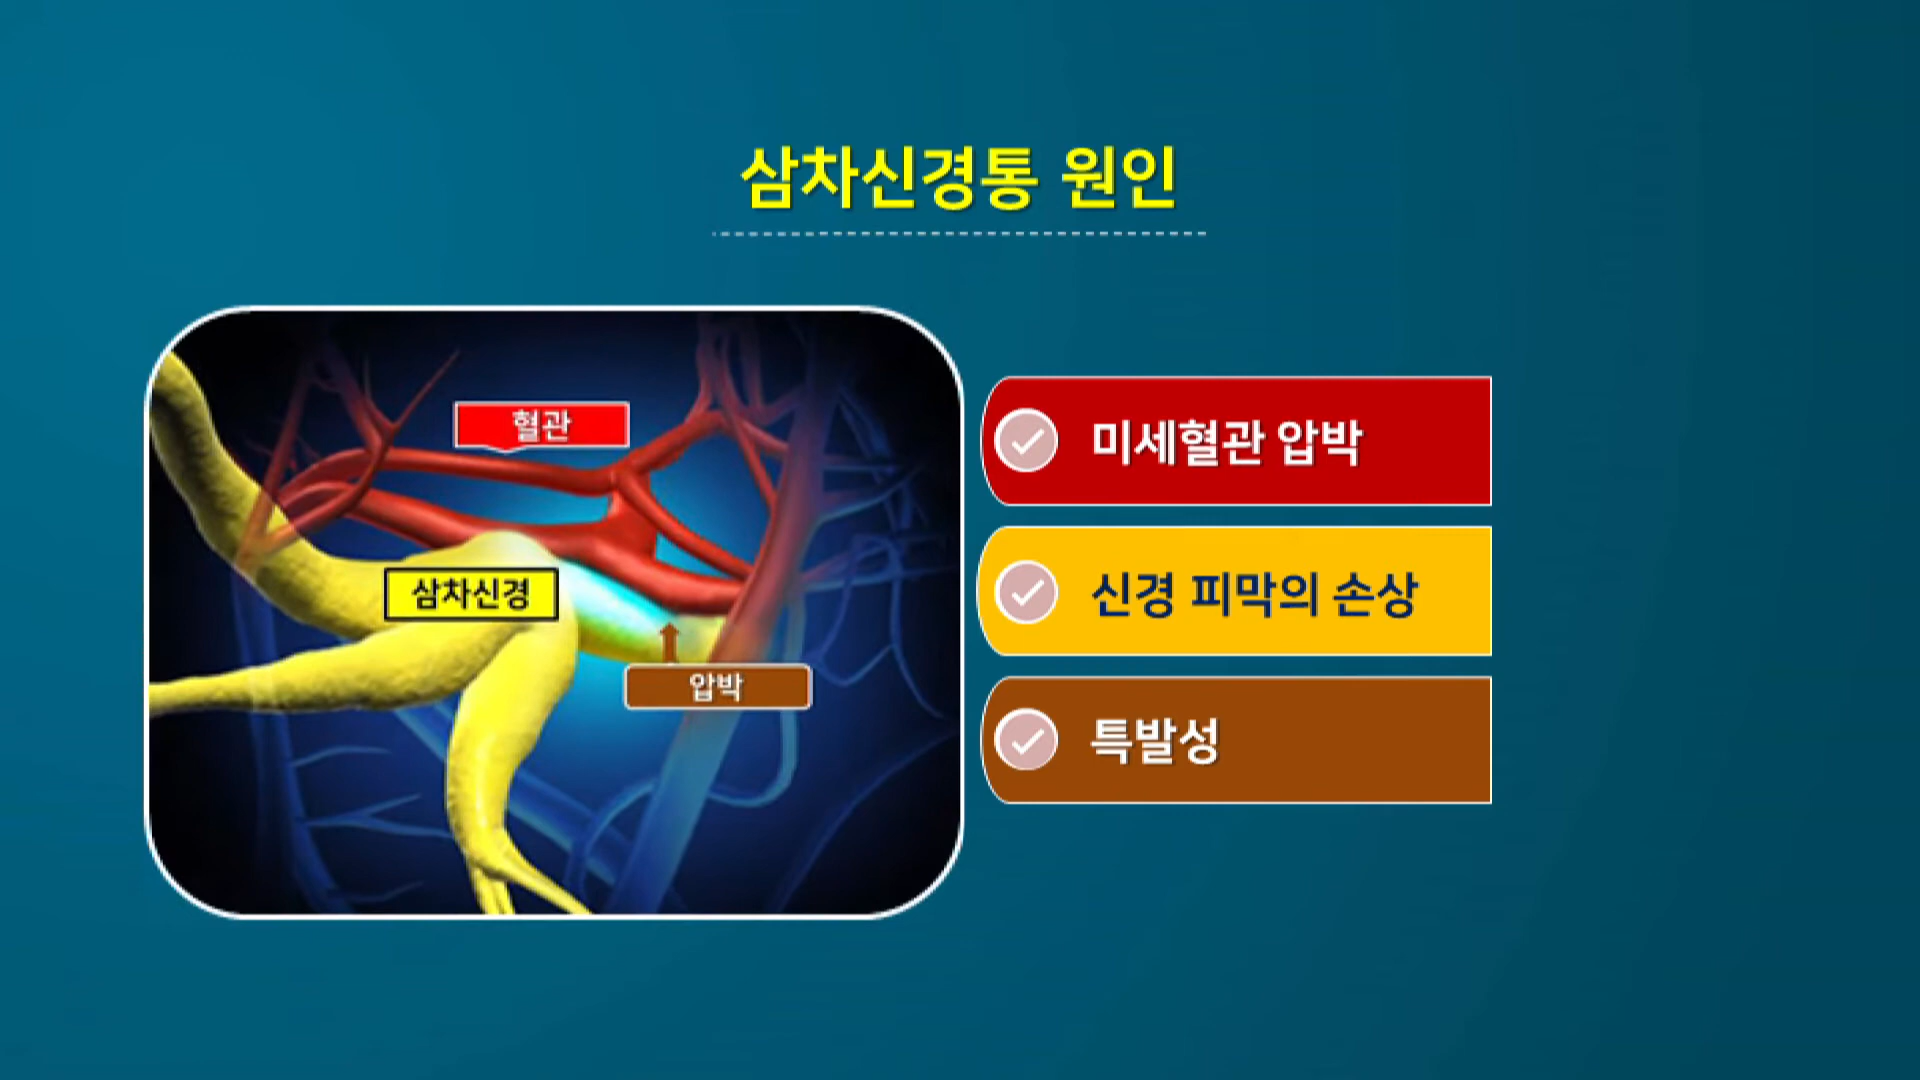 삼차신경통 원인
혈관
삼차신경
압박
미세혈관 압박
신경 피막의 손상
특발성